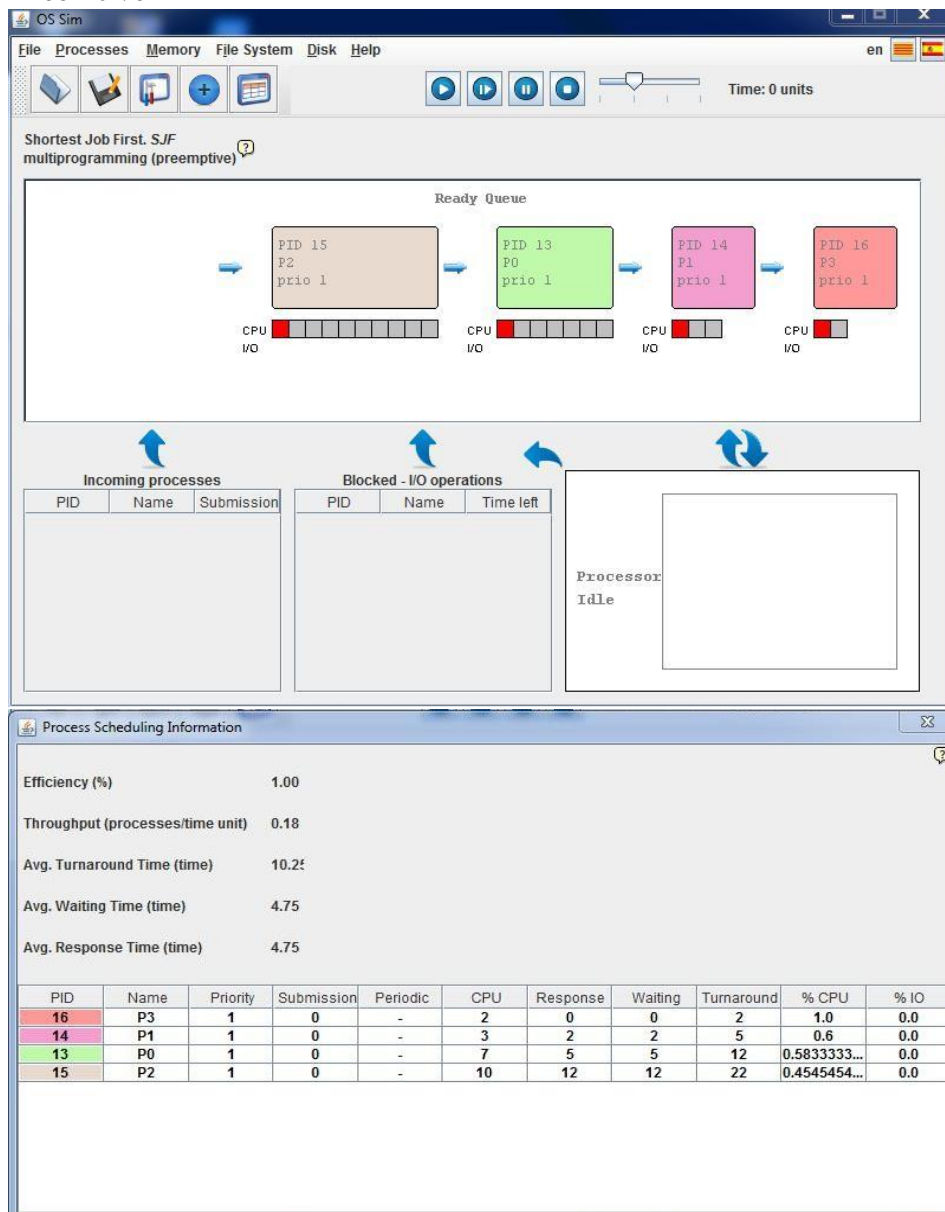 OS Sim
File Processes Memory File System Disk Help en
Time: 0 units
Shortest Job First. SJF
multiprogramming (preemptive)
Ready Queue
PID 15
P2
prio 1
CPU
I/O
PID 13
P0
prio 1
CPU
I/O
PID 14
P1
prio 1
CPU
I/O
PID 16
P3
prio 1
CPU
I/O
Incoming processes
PID Name Submission
Blocked - I/O operations
PID Name Time left
Processor
Idle
Process Scheduling Information
Efficiency (%) 1.00
Throughput (processes/time unit) 0.18
Avg. Turnaround Time (time) 10.25
Avg. Waiting Time (time) 4.75
Avg. Response Time (time) 4.75
PID Name Priority Submission Periodic CPU Response Waiting Turnaround % CPU % IO
16 P3 1 0 - 2 0 0 2 1.0 0.0
14 P1 1 0 - 3 2 2 5 0.6 0.0
13 P0 1 0 - 7 5 5 12 0.5833333... 0.0
15 P2 1 0 - 10 12 12 22 0.4545454... 0.0